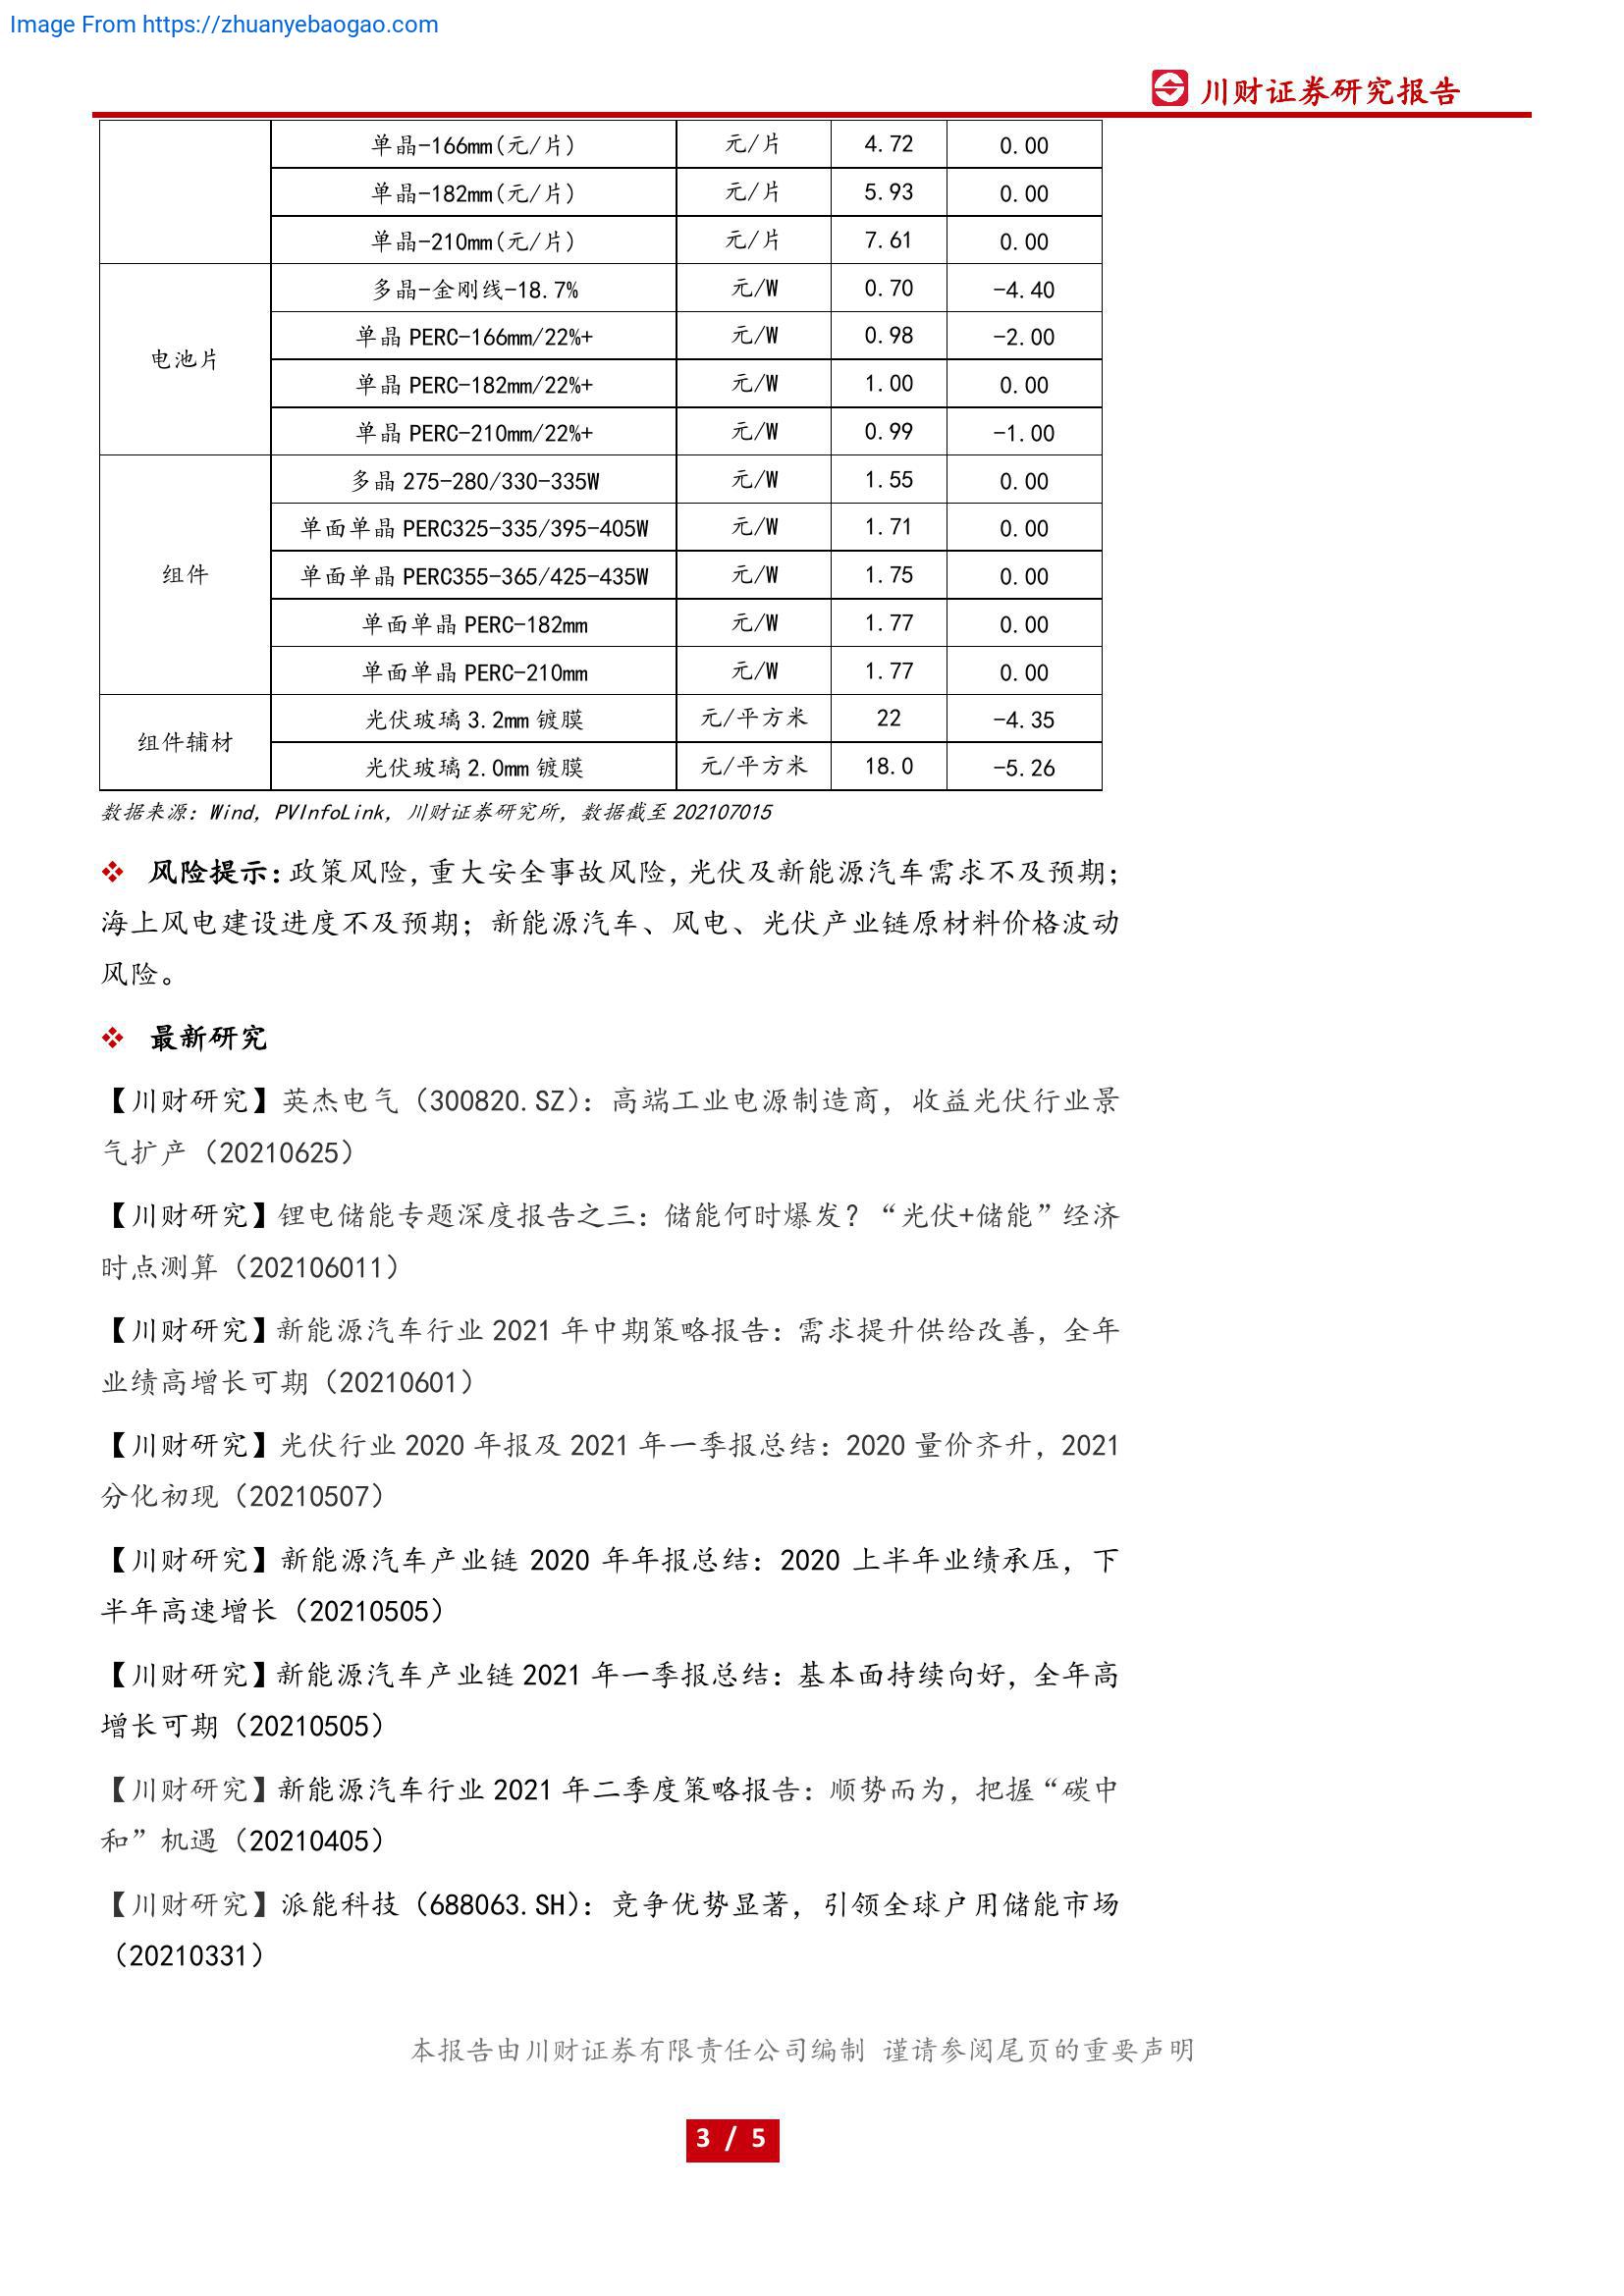 Image From https://zhuanyebaogao.com
川财证券研究报告
单晶-166mm(元/片) 元/片 4.72 0.00
单晶-182mm(元/片) 元/片 5.93 0.00
单晶-210mm(元/片) 元/片 7.61 0.00
电池片
多晶-金刚线-18.7% 元/W 0.70 -4.40
单晶 PERC-166mm/22%+ 元/W 0.98 -2.00
单晶 PERC-182mm/22%+ 元/W 1.00 0.00
单晶 PERC-210mm/22%+ 元/W 0.99 -1.00
组件
多晶 275-280/330-335W 元/W 1.55 0.00
单面单晶 PERC325-335/395-405W 元/W 1.71 0.00
单面单晶 PERC355-365/425-435W 元/W 1.75 0.00
单面单晶 PERC-182mm 元/W 1.77 0.00
单面单晶 PERC-210mm 元/W 1.77 0.00
组件辅材
光伏玻璃 3.2mm 镀膜 元/平方米 22 -4.35
光伏玻璃 2.0mm 镀膜 元/平方米 18.0 -5.26
数据来源：Wind，PVInfoLink，川财证券研究所，数据截至 202107015
❖ 风险提示：政策风险，重大安全事故风险，光伏及新能源汽车需求不及预期；
海上风电建设进度不及预期；新能源汽车、风电、光伏产业链原材料价格波动
风险。
❖ 最新研究
【川财研究】英杰电气（300820.SZ）：高端工业电源制造商，收益光伏行业景
气扩产（20210625）
【川财研究】锂电储能专题深度报告之三：储能何时爆发？“光伏+储能”经济
时点测算（202106011）
【川财研究】新能源汽车行业 2021 年中期策略报告：需求提升供给改善，全年
业绩高增长可期（20210601）
【川财研究】光伏行业 2020 年报及 2021 年一季报总结：2020 量价齐升，2021
分化初现（20210507）
【川财研究】新能源汽车产业链 2020 年年报总结：2020 上半年业绩承压，下
半年高速增长（20210505）
【川财研究】新能源汽车产业链 2021 年一季报总结：基本面持续向好，全年高
增长可期（20210505）
【川财研究】新能源汽车行业 2021 年二季度策略报告：顺势而为，把握“碳中
和”机遇（20210405）
【川财研究】派能科技（688063.SH）：竞争优势显著，引领全球户用储能市场
（20210331）
本报告由川财证券有限责任公司编制 谨请参阅尾页的重要声明
3 / 5